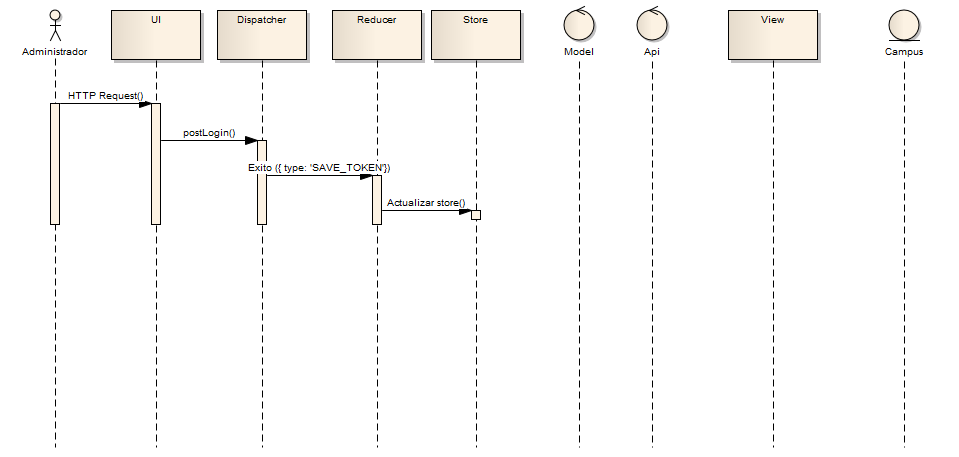 Administrador
UI
Dispatcher
Reducer
Store
Model
Api
View
Campus
HTTP Request()
postLogin()
Exito ({ type: 'SAVE_TOKEN'})
Actualizar store()